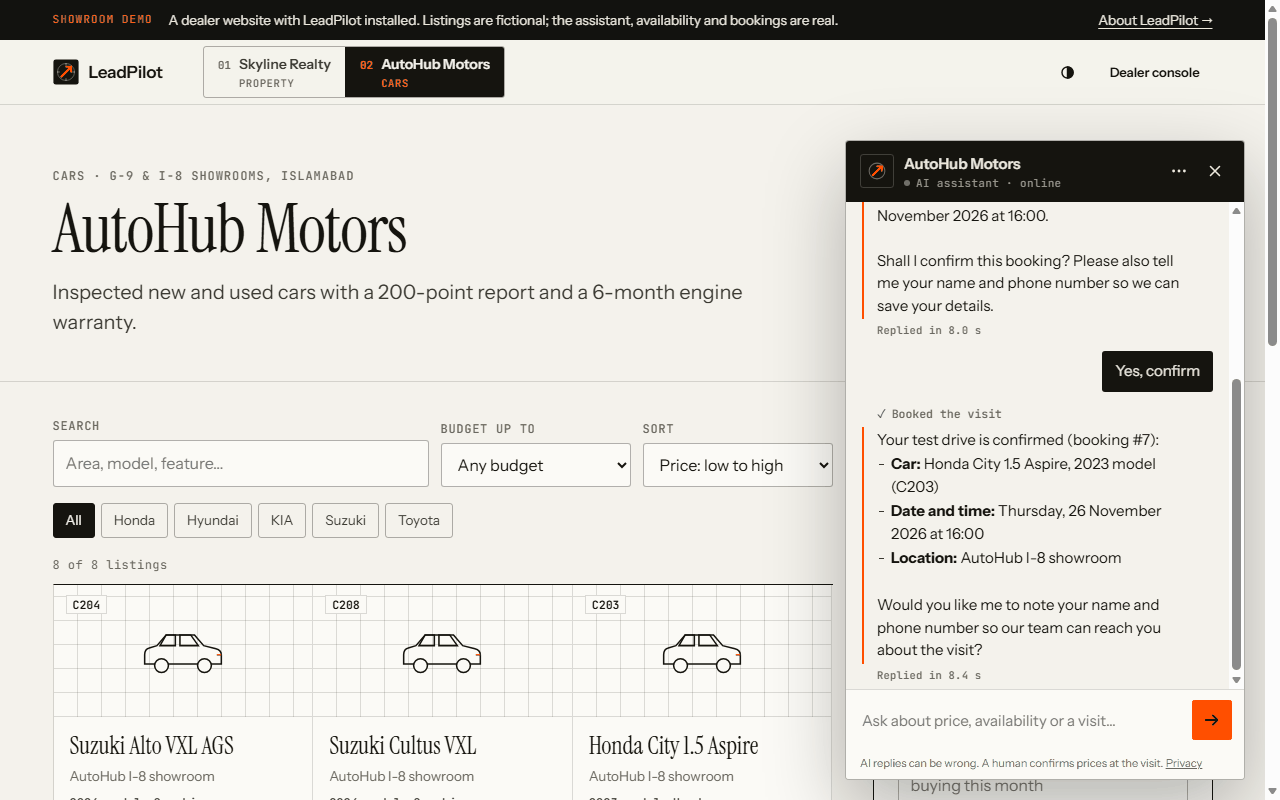 SHOWROOM DEMO A dealer website with LeadPilot installed. Listings are fictional; the assistant, availability and bookings are real. About LeadPilot →
LeadPilot
01 Skyline Realty
PROPERTY
02 AutoHub Motors
CARS
Dealer console
CARS · G-9 & I-8 SHOWROOMS, ISLAMABAD
AutoHub Motors
Inspected new and used cars with a 200-point report and a 6-month engine
warranty.
SEARCH
Area, model, feature...
BUDGET UP TO
Any budget
SORT
Price: low to high
All
Honda
Hyundai
KIA
Suzuki
Toyota
8 of 8 listings
C204
Suzuki Alto VXL AGS
AutoHub I-8 showroom
C208
Suzuki Cultus VXL
AutoHub I-8 showroom
C203
Honda City 1.5 Aspire
AutoHub I-8 showroom
AutoHub Motors
AI assistant · online
November 2026 at 16:00.
Shall I confirm this booking? Please also tell
me your name and phone number so we can
save your details.
Replied in 8.0 s
Yes, confirm
✓ Booked the visit
Your test drive is confirmed (booking #7):
- Car: Honda City 1.5 Aspire, 2023 model
(C203)
- Date and time: Thursday, 26 November
2026 at 16:00
- Location: AutoHub I-8 showroom
Would you like me to note your name and
phone number so our team can reach you
about the visit?
Replied in 8.4 s
Ask about price, availability or a visit...
AI replies can be wrong. A human confirms prices at the visit. Privacy
buying this month